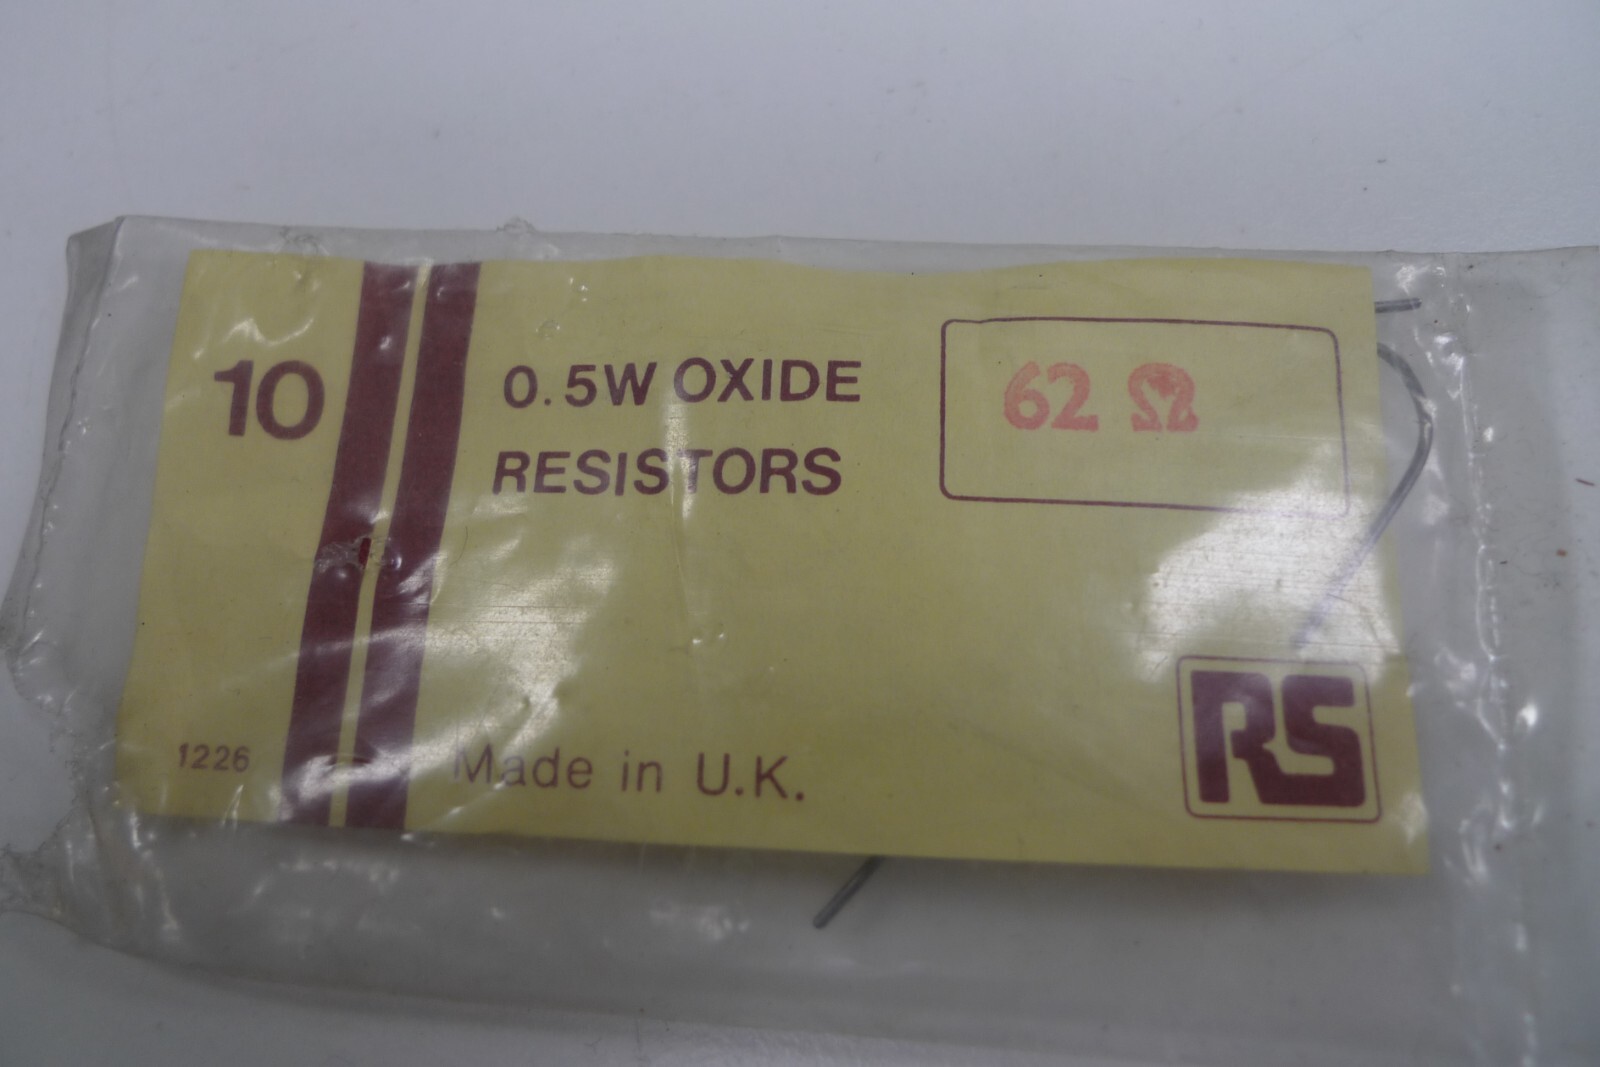 10
0.5W OXIDE
RESISTORS
62 Ω
1226
Made in U.K.
RS